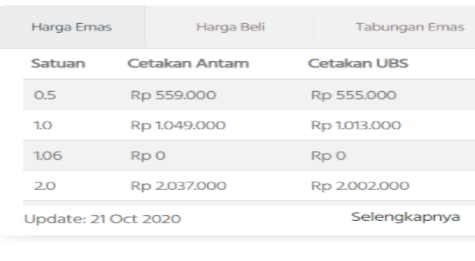 Harga Emas Harga Beli Tabungan Emas
Satuan Cetakan Antam Cetakan UBS
0.5 Rp 559.000 Rp 555.000
1.0 Rp 1.049.000 Rp 1.013.000
1.06 Rp 0 Rp 0
2.0 Rp 2.037.000 Rp 2.002.000
Update: 21 Oct 2020 Selengkapnya